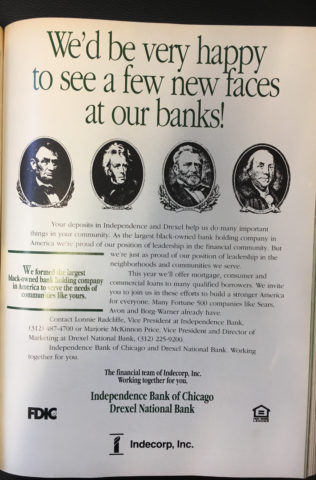 We'd be very happy
to see a few new faces
at our banks!
Your deposits in Independence and Drexel help us do many important
things in your community. As the largest black-owned bank holding company in
America we're proud of our position of leadership in the financial community. But
we're just as proud of our position of leadership in the
neighborhoods and communities we serve.
We formed the largest
black-owned bank holding company
in America to serve the needs of
communities like yours.
This year we'll offer mortgage, consumer and
commercial loans to many qualified borrowers. We invite
you to join us in these efforts to build a stronger America
for everyone. Many Fortune 500 companies like Sears,
Avon and Borg-Warner already have.
Contact Lonnie Radcliffe, Vice President at Independence Bank,
(312) 487-4700 or Marjorie McKinnon Price, Vice President and Director of
Marketing at Drexel National Bank, (312) 225-9200.
Independence Bank of Chicago and Drexel National Bank. Working
together for you.
The financial team of Indecorp, Inc.
Working together for you.
Independence Bank of Chicago
Drexel National Bank
FDIC
Indecorp, Inc.